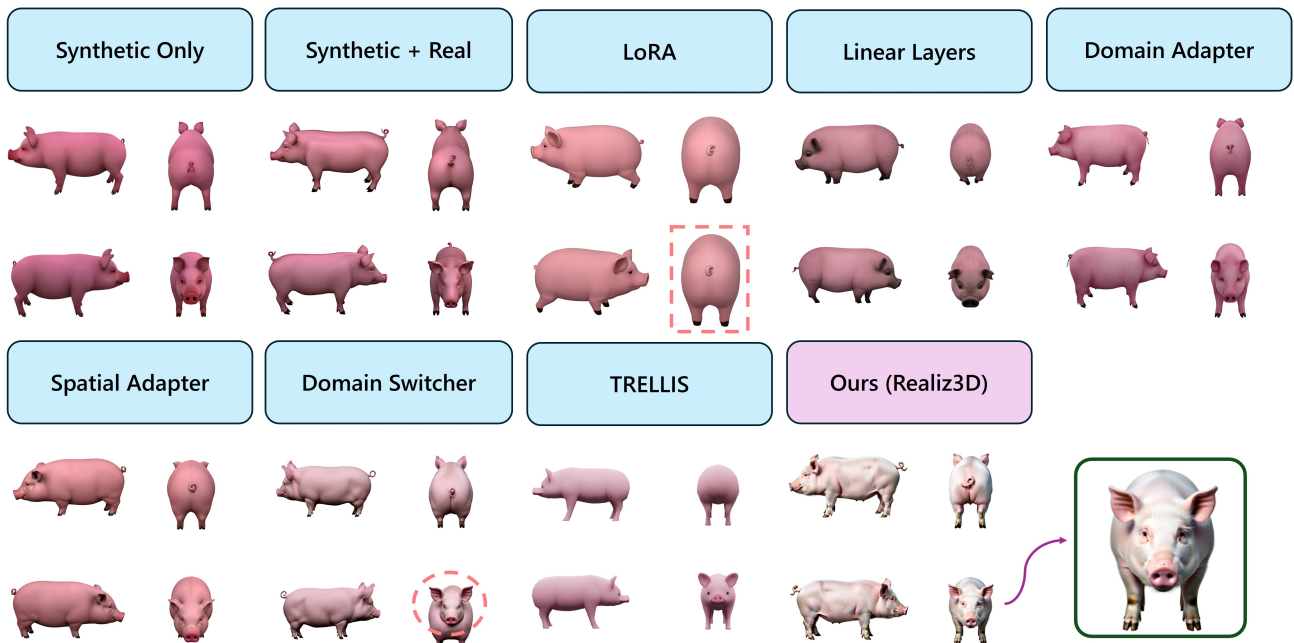 Synthetic Only
Synthetic + Real
LoRA
Linear Layers
Domain Adapter
Spatial Adapter
Domain Switcher
TRELLIS
Ours (Realiz3D)